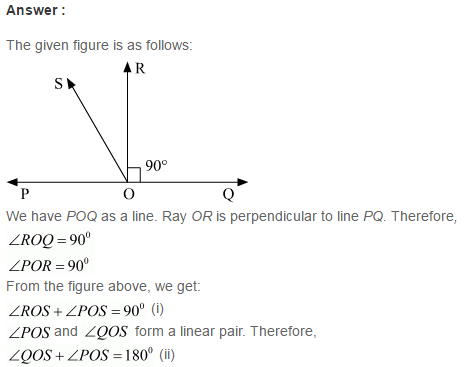 Answer :
The given figure is as follows:
R
S
90°
P
O
Q
We have POQ as a line. Ray OR is perpendicular to line PQ. Therefore,
∠ROQ = 90⁰
∠POR = 90⁰
From the figure above, we get:
∠ROS + ∠POS = 90⁰ (i)
∠POS and ∠QOS form a linear pair. Therefore,
∠QOS + ∠POS = 180⁰ (ii)